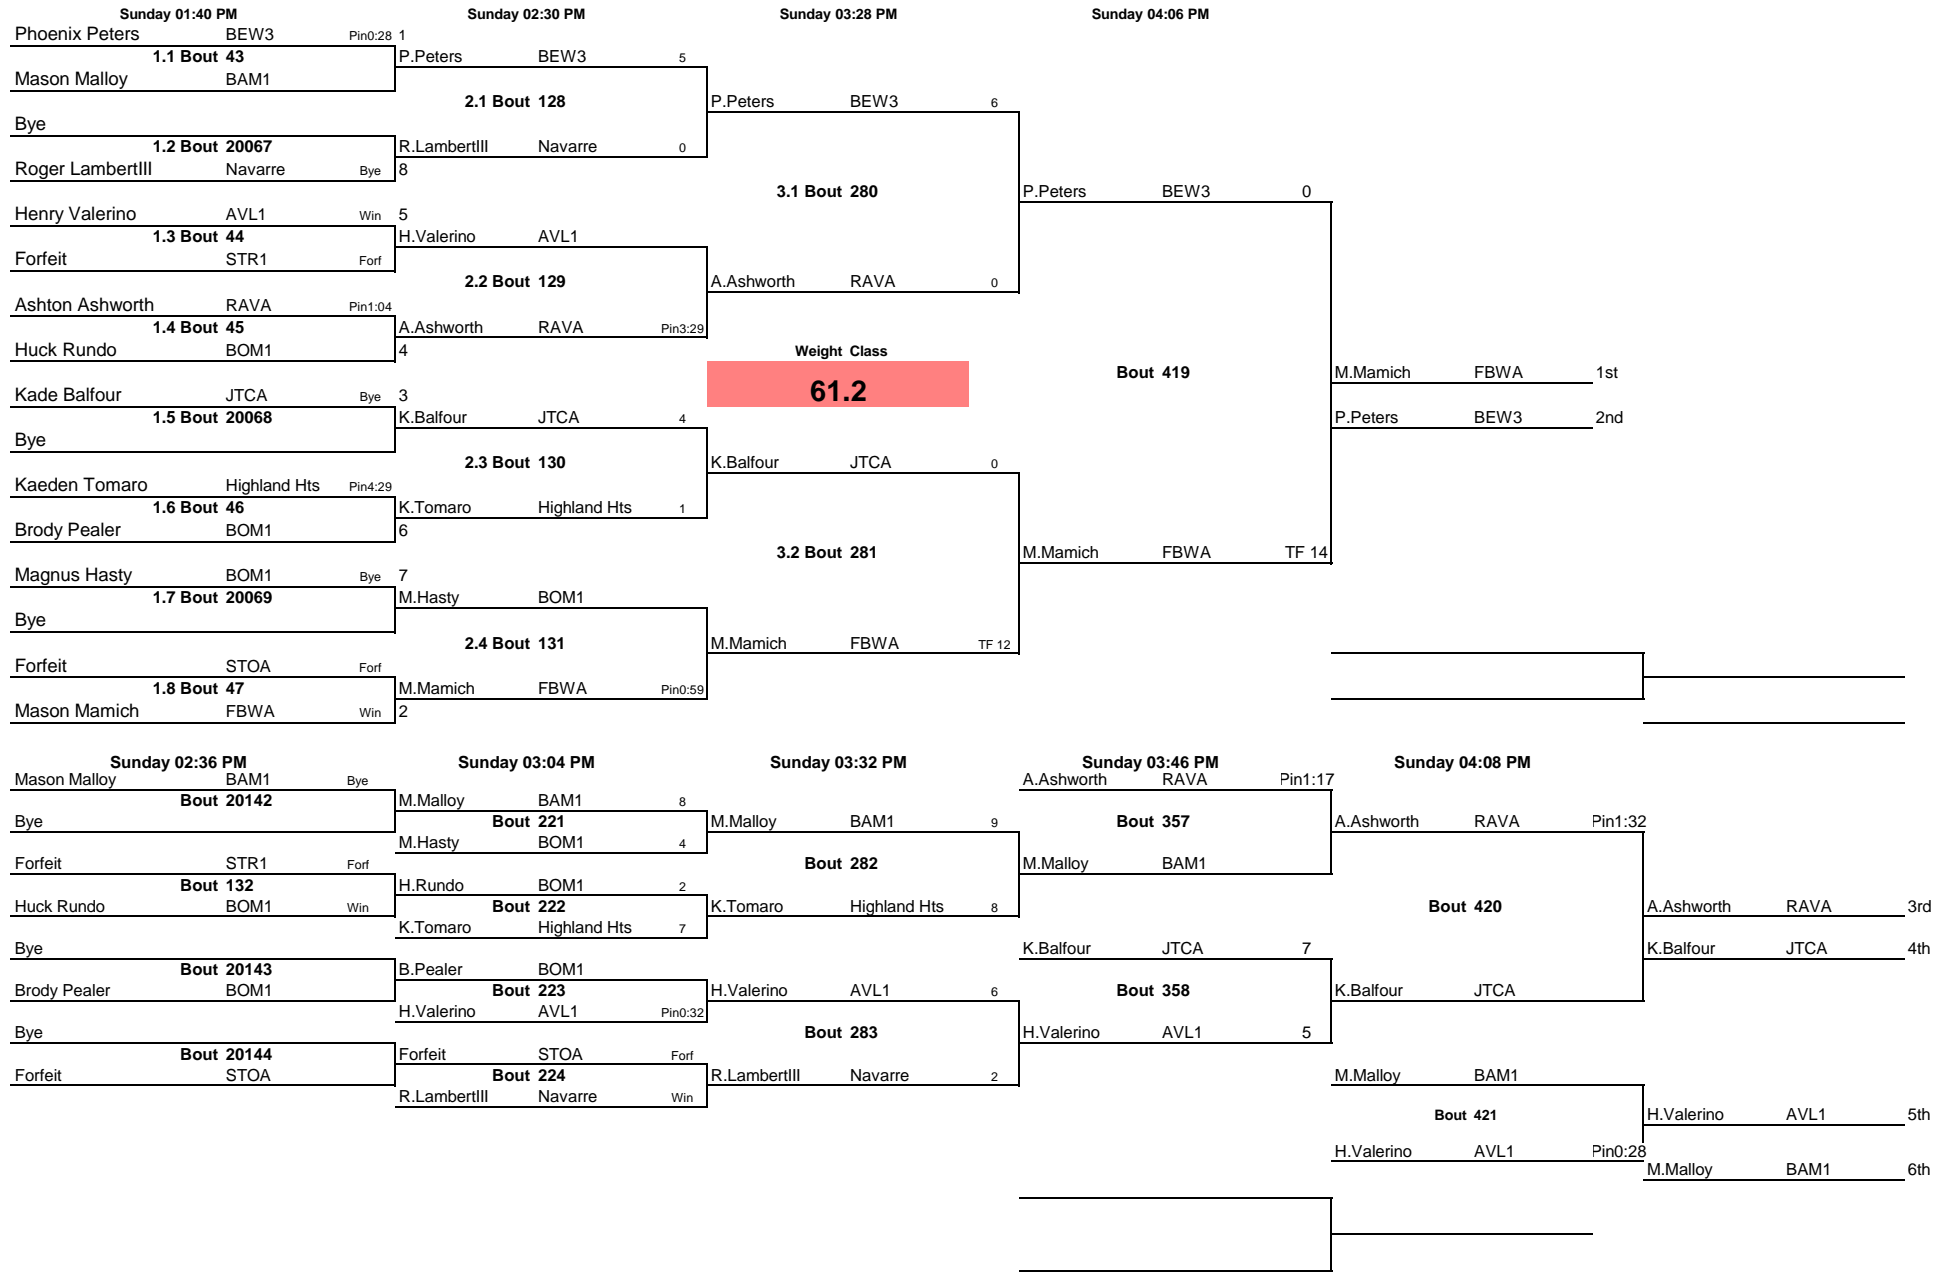 Sunday 01:40 PM Sunday 02:30 PM Sunday 03:28 PM Sunday 04:06 PM
Phoenix Peters BEW3 Pin0:28 1
1.1 Bout 43 P.Peters BEW3 5
Mason Malloy BAM1
2.1 Bout 128 P.Peters BEW3 6
Bye
1.2 Bout 20067 R.LambertIII Navarre 0
Roger LambertIII Navarre Bye 8
3.1 Bout 280 P.Peters BEW3 0
Henry Valerino AVL1 Win 5
1.3 Bout 44 H.Valerino AVL1
Forfeit STR1 Forf
2.2 Bout 129 A.Ashworth RAVA 0
Ashton Ashworth RAVA Pin1:04
1.4 Bout 45 A.Ashworth RAVA Pin3:29
Huck Rundo BOM1 4 Weight Class
Bout 419 M.Mamich FBWA 1st
Kade Balfour JTCA Bye 3 61.2
1.5 Bout 20068 K.Balfour JTCA 4 P.Peters BEW3 2nd
Bye
2.3 Bout 130 K.Balfour JTCA 0
Kaeden Tomaro Highland Hts Pin4:29
1.6 Bout 46 K.Tomaro Highland Hts 1
Brody Pealer BOM1 6
3.2 Bout 281 M.Mamich FBWA TF 14
Magnus Hasty BOM1 Bye 7
1.7 Bout 20069 M.Hasty BOM1
Bye
2.4 Bout 131 M.Mamich FBWA TF 12
Forfeit STOA Forf
1.8 Bout 47 M.Mamich FBWA Pin0:59
Mason Mamich FBWA Win 2
Sunday 02:36 PM Sunday 03:04 PM Sunday 03:32 PM Sunday 03:46 PM Sunday 04:08 PM
Mason Malloy BAM1 Bye A.Ashworth RAVA Pin1:17
Bout 20142 M.Malloy BAM1 8
Bye Bout 221 M.Malloy BAM1 9 Bout 357 A.Ashworth RAVA Pin1:32
M.Hasty BOM1 4
Forfeit STR1 Forf Bout 282 M.Malloy BAM1
Bout 132 H.Rundo BOM1 2
Huck Rundo BOM1 Win Bout 222 K.Tomaro Highland Hts 8 Bout 420 A.Ashworth RAVA 3rd
K.Tomaro Highland Hts 7
Bye K.Balfour JTCA 7 K.Balfour JTCA 4th
Bout 20143 B.Pealer BOM1
Brody Pealer BOM1 Bout 223 H.Valerino AVL1 6 Bout 358 K.Balfour JTCA
H.Valerino AVL1 Pin0:32
Bye Bout 283 H.Valerino AVL1 5
Bout 20144 Forfeit STOA Forf
Forfeit STOA Bout 224 R.LambertIII Navarre 2 M.Malloy BAM1
R.LambertIII Navarre Win
Bout 421 H.Valerino AVL1 5th
H.Valerino AVL1 Pin0:28
M.Malloy BAM1 6th